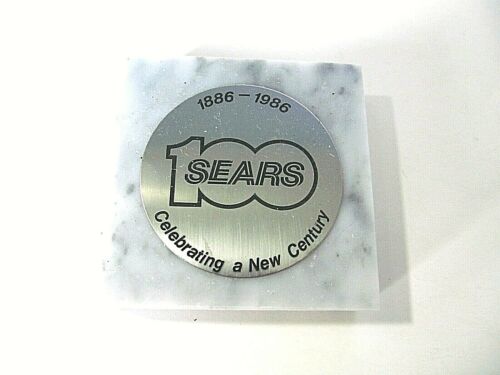 1886 – 1986
100
SEARS
Celebrating a New Century